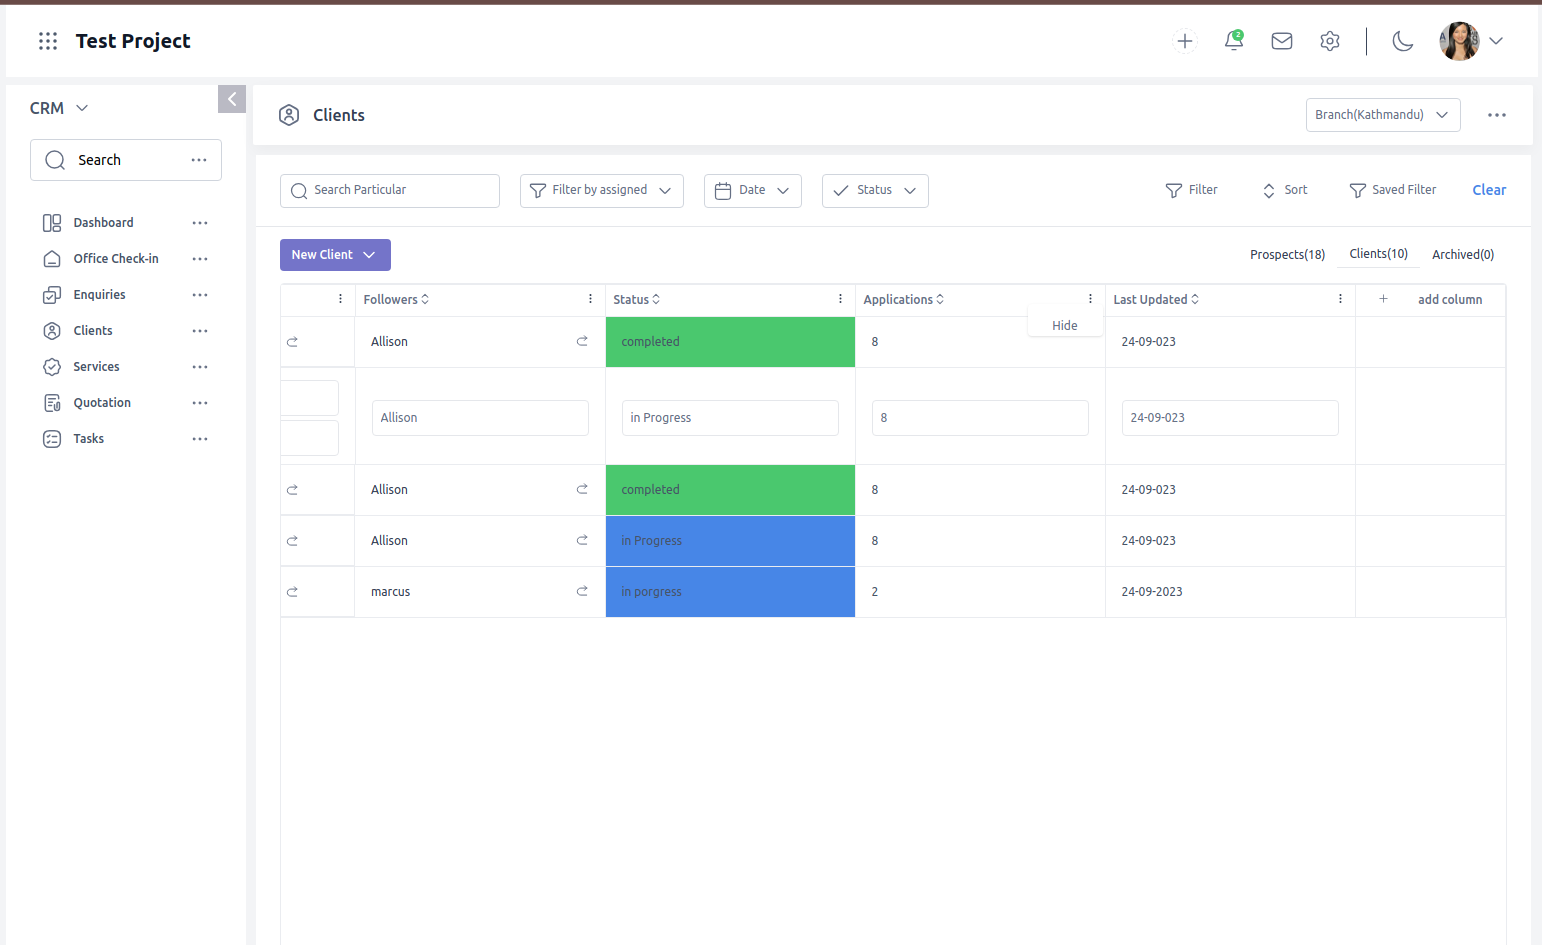 Test Project
2
CRM
Search
Dashboard
Office Check-in
Enquiries
Clients
Services
Quotation
Tasks
Clients
Branch(Kathmandu)
Search Particular
Filter by assigned
Date
Status
Filter
Sort
Saved Filter
Clear
New Client
Prospects(18)
Clients(10)
Archived(0)
Followers Status Applications Last Updated + add column
Hide
Allison completed 8 24-09-023
Allison in Progress 8 24-09-023
Allison completed 8 24-09-023
Allison in Progress 8 24-09-023
marcus in porgress 2 24-09-2023